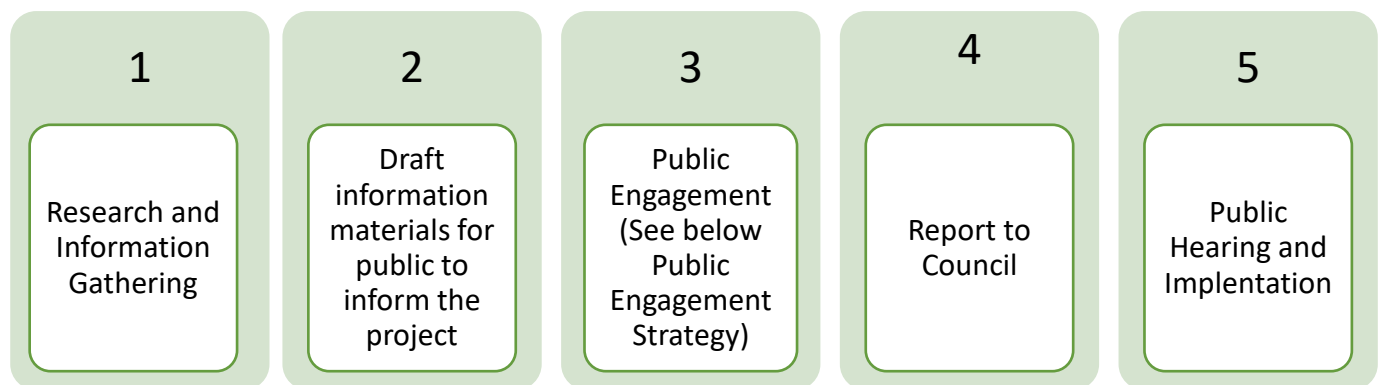 1
Research and
Information
Gathering
2
Draft
information
materials for
public to
inform the
project
3
Public
Engagement
(See below
Public
Engagement
Strategy)
4
Report to
Council
5
Public
Hearing and
Implentation